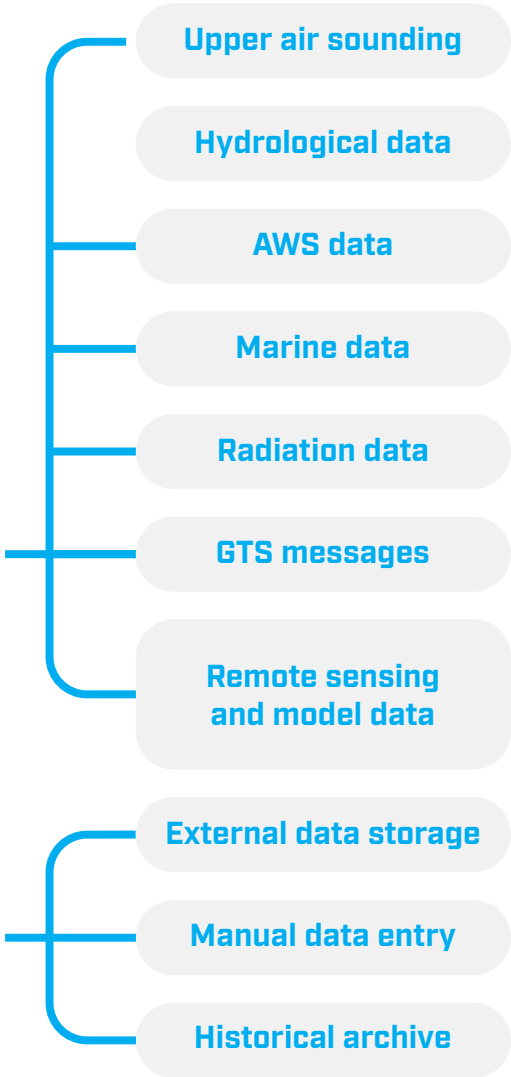 Upper air sounding
Hydrological data
AWS data
Marine data
Radiation data
GTS messages
Remote sensing
and model data
External data storage
Manual data entry
Historical archive